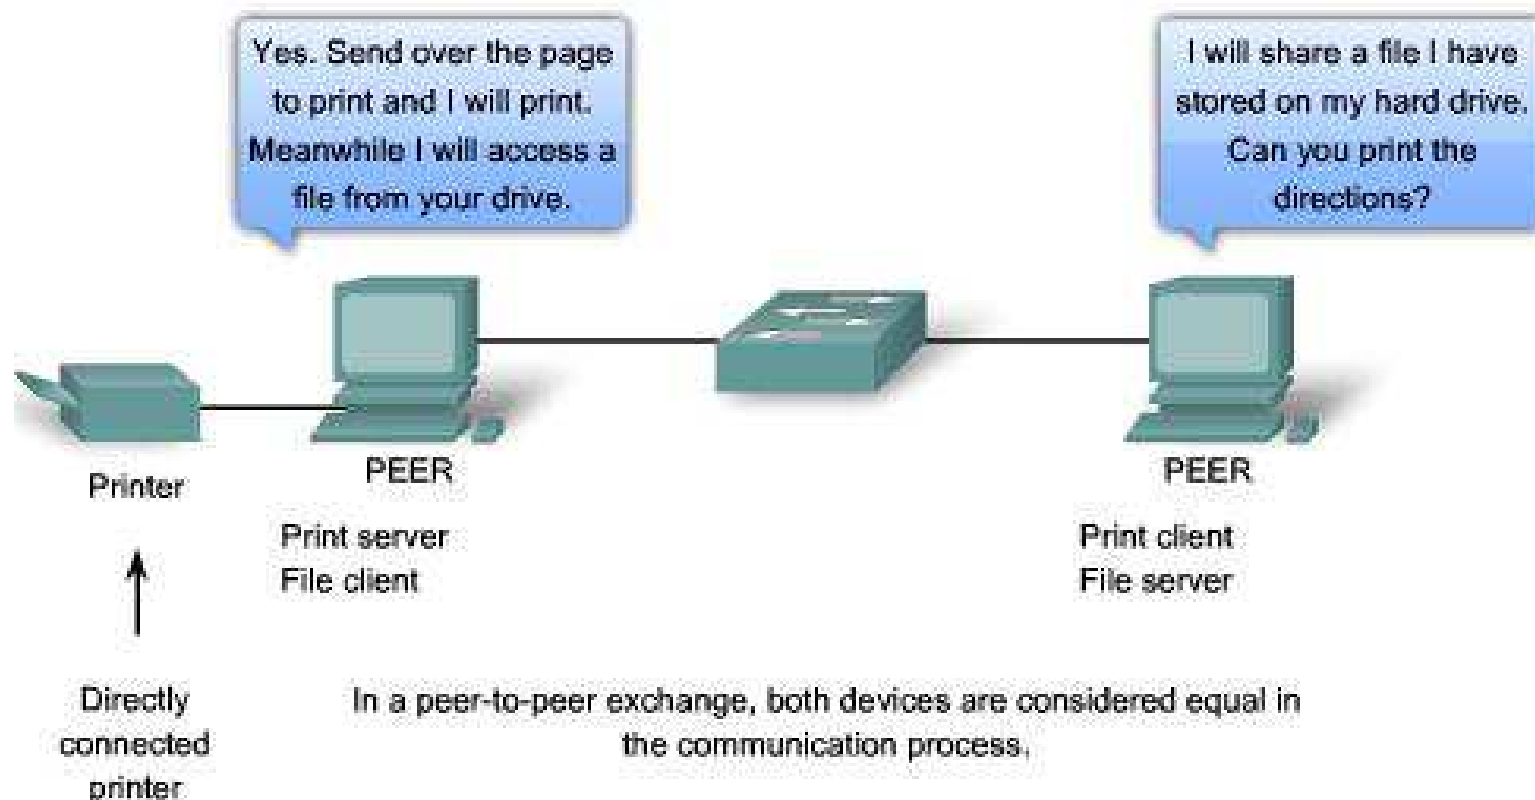 Yes. Send over the page
to print and I will print.
Meanwhile I will access a
file from your drive.
I will share a file I have
stored on my hard drive.
Can you print the
directions?
Printer
PEER
PEER
Print server
File client
Print client
File server
Directly
connected
printer
In a peer-to-peer exchange, both devices are considered equal in
the communication process.